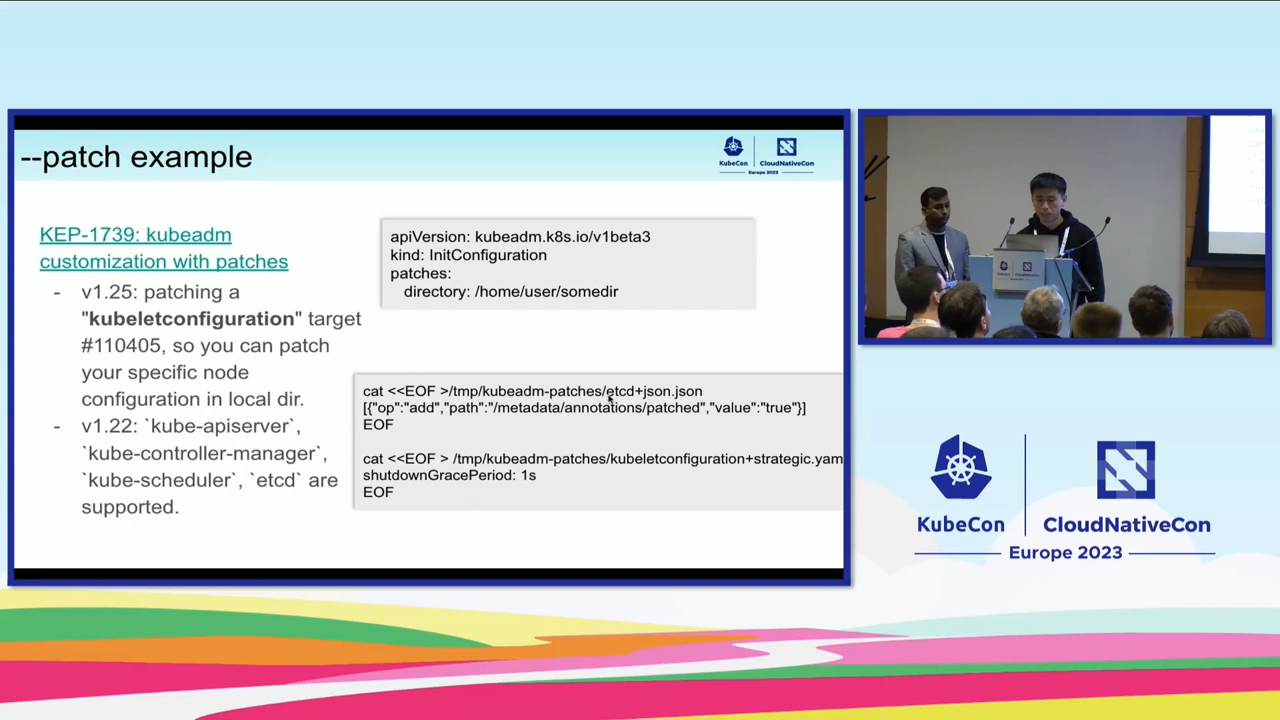 --patch example
KubeCon
CloudNativeCon
Europe 2023
KEP-1739: kubeadm
customization with patches
- v1.25: patching a
"kubeletconfiguration" target
#110405, so you can patch
your specific node
configuration in local dir.
- v1.22: `kube-apiserver`,
`kube-controller-manager`,
`kube-scheduler`, `etcd` are
supported.
apiVersion: kubeadm.k8s.io/v1beta3
kind: InitConfiguration
patches:
directory: /home/user/somedir
cat <<EOF >/tmp/kubeadm-patches/etcd+json.json
[{"op":"add","path":"/metadata/annotations/patched","value":"true"}]
EOF
cat <<EOF > /tmp/kubeadm-patches/kubeletconfiguration+strategic.yam
shutdownGracePeriod: 1s
EOF
KubeCon
CloudNativeCon
Europe 2023